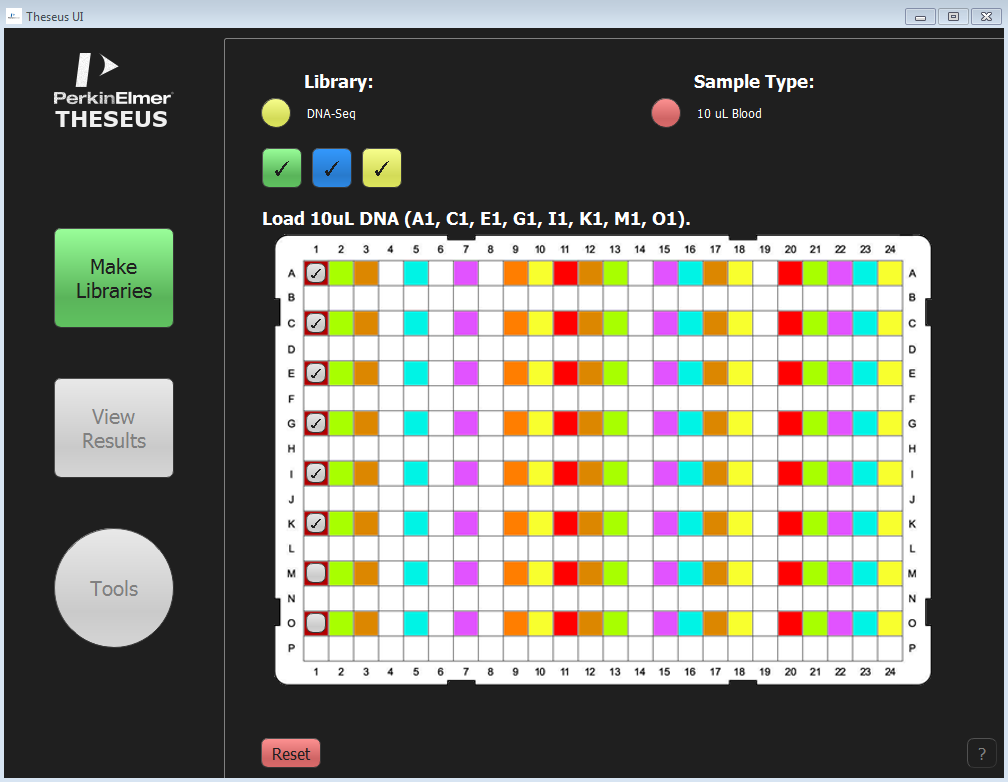 Theseus UI
PerkinElmer
THESEUS
Library:
Sample Type:
DNA-Seq
10 uL Blood
✓ ✓ ✓
Load 10uL DNA (A1, C1, E1, G1, I1, K1, M1, O1).
1 2 3 4 5 6 7 8 9 10 11 12 13 14 15 16 17 18 19 20 21 22 23 24
A ✓ A
B B
C ✓ C
D D
E ✓ E
F F
G ✓ G
H H
I ✓ I
J J
K ✓ K
L L
M M
N N
O O
P P
1 2 3 4 5 6 7 8 9 10 11 12 13 14 15 16 17 18 19 20 21 22 23 24
Make
Libraries
View
Results
Tools
Reset
?